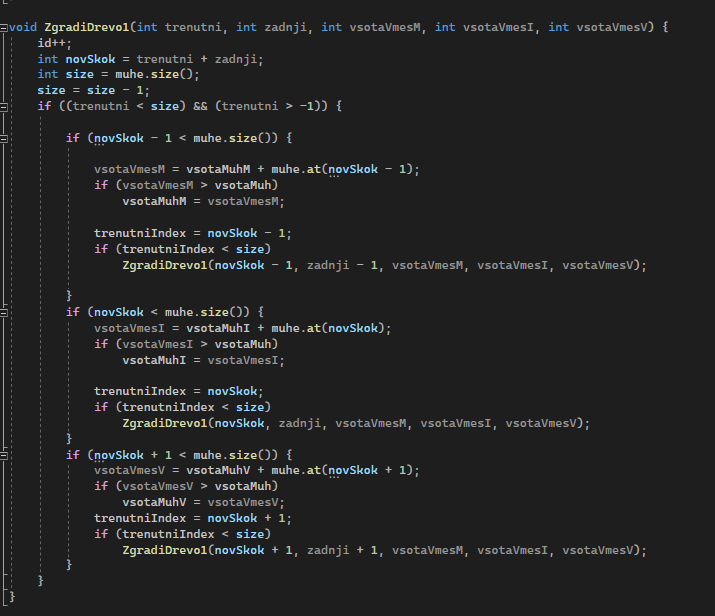 void ZgradiDrevo1(int trenutni, int zadnji, int vsotaVmesM, int vsotaVmesI, int vsotaVmesV) {
    id++;
    int novSkok = trenutni + zadnji;
    int size = muhe.size();
    size = size - 1;
    if ((trenutni < size) && (trenutni > -1)) {

        if (novSkok - 1 < muhe.size()) {

            vsotaVmesM = vsotaMuhM + muhe.at(novSkok - 1);
            if (vsotaVmesM > vsotaMuh)
                vsotaMuhM = vsotaVmesM;

            trenutniIndex = novSkok - 1;
            if (trenutniIndex < size)
                ZgradiDrevo1(novSkok - 1, zadnji - 1, vsotaVmesM, vsotaVmesI, vsotaVmesV);

        }
        if (novSkok < muhe.size()) {
            vsotaVmesI = vsotaMuhI + muhe.at(novSkok);
            if (vsotaVmesI > vsotaMuh)
                vsotaMuhI = vsotaVmesI;

            trenutniIndex = novSkok;
            if (trenutniIndex < size)
                ZgradiDrevo1(novSkok, zadnji, vsotaVmesM, vsotaVmesI, vsotaVmesV);
        }
        if (novSkok + 1 < muhe.size()) {
            vsotaVmesV = vsotaMuhV + muhe.at(novSkok + 1);
            if (vsotaVmesV > vsotaMuh)
                vsotaMuhV = vsotaVmesV;
            trenutniIndex = novSkok + 1;
            if (trenutniIndex < size)
                ZgradiDrevo1(novSkok + 1, zadnji + 1, vsotaVmesM, vsotaVmesI, vsotaVmesV);
        }
    }
}